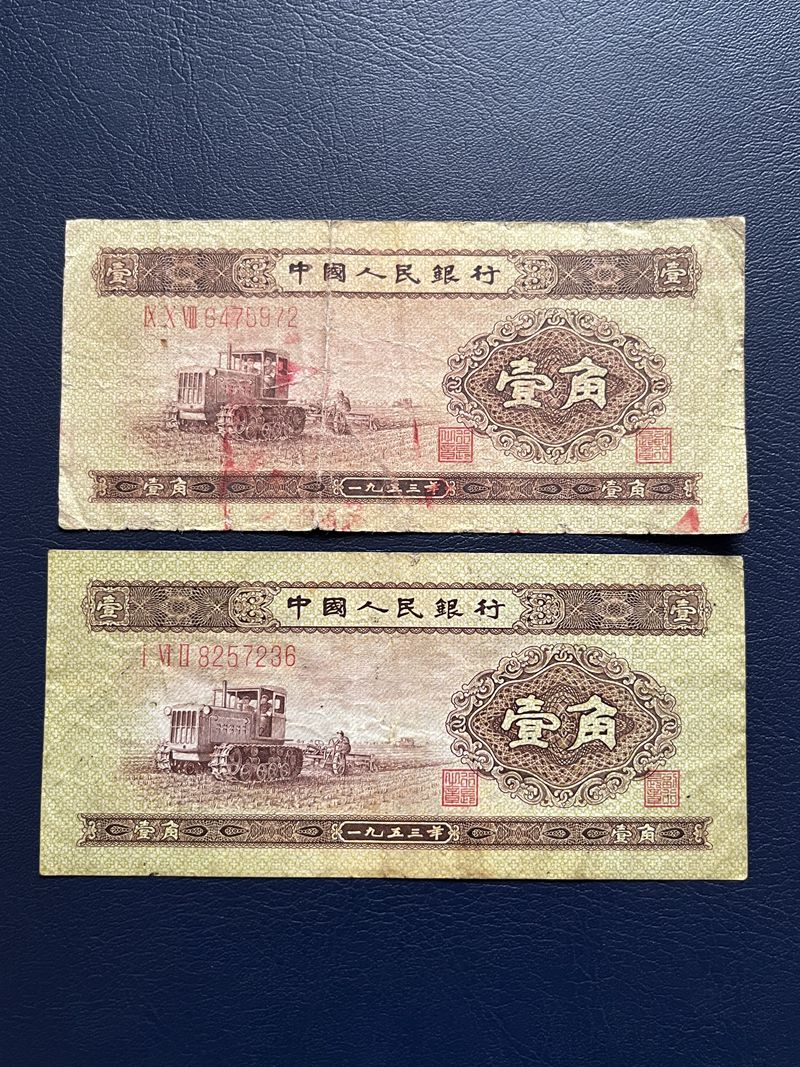 壹 中國人民銀行 壹
IX X VIII 6476972
壹角
壹角 一九五三年 壹角
壹 中國人民銀行 壹
I VI II 8257236
壹角
壹角 一九五三年 壹角